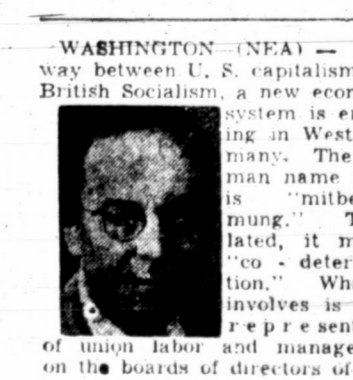 WASHINGTON (NEA) —
way between U. S. capitalism
British Socialism, a new econ
system is e
ing in West
many. The
man name
is "mitbe
mung." T
lated, it m
"co - deter
tion." Wh
involves is
r e p r e sent
of union labor and manage
on the boards of directors of